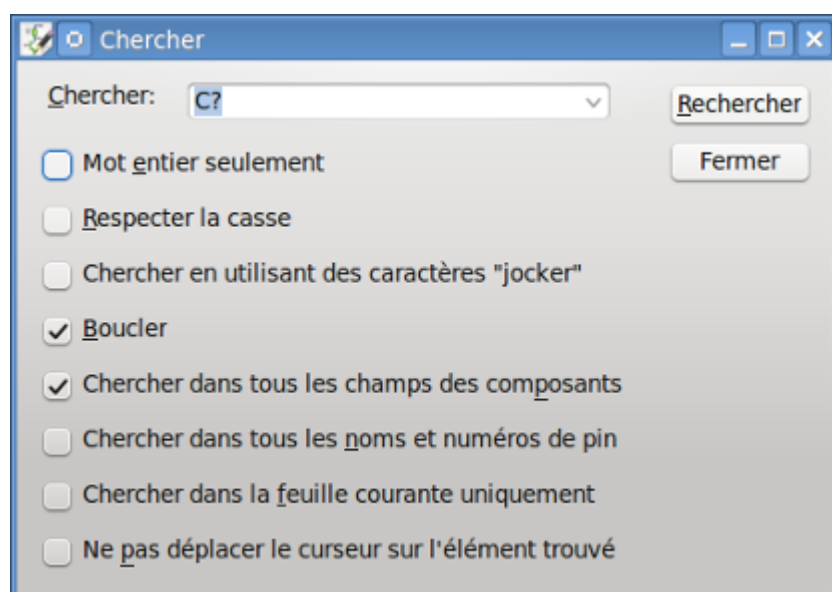 Chercher
Chercher: C? Rechercher
Mot entier seulement Fermer
Respecter la casse
Chercher en utilisant des caractères "jocker"
Boucler
Chercher dans tous les champs des composants
Chercher dans tous les noms et numéros de pin
Chercher dans la feuille courante uniquement
Ne pas déplacer le curseur sur l'élément trouvé